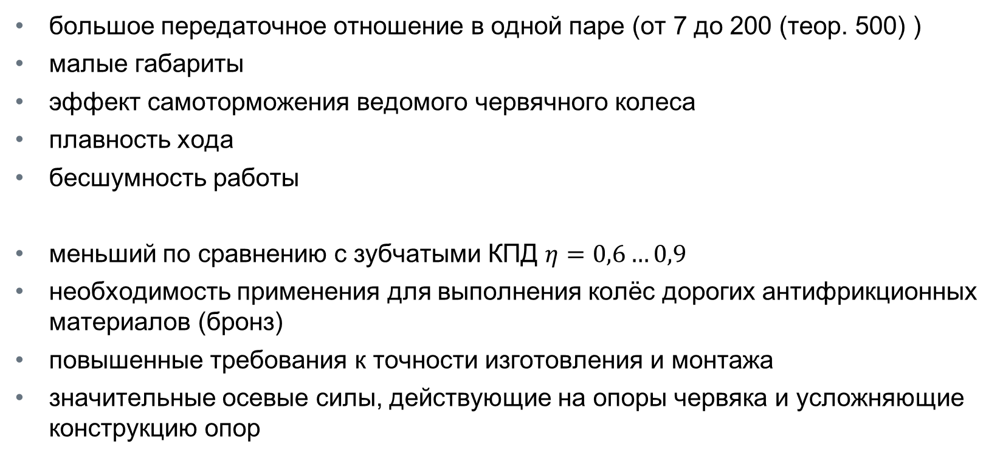 • большое передаточное отношение в одной паре (от 7 до 200 (теор. 500) )
• малые габариты
• эффект самоторможения ведомого червячного колеса
• плавность хода
• бесшумность работы
• меньший по сравнению с зубчатыми КПД η = 0,6 … 0,9
• необходимость применения для выполнения колёс дорогих антифрикционных
материалов (бронз)
• повышенные требования к точности изготовления и монтажа
• значительные осевые силы, действующие на опоры червяка и усложняющие
конструкцию опор